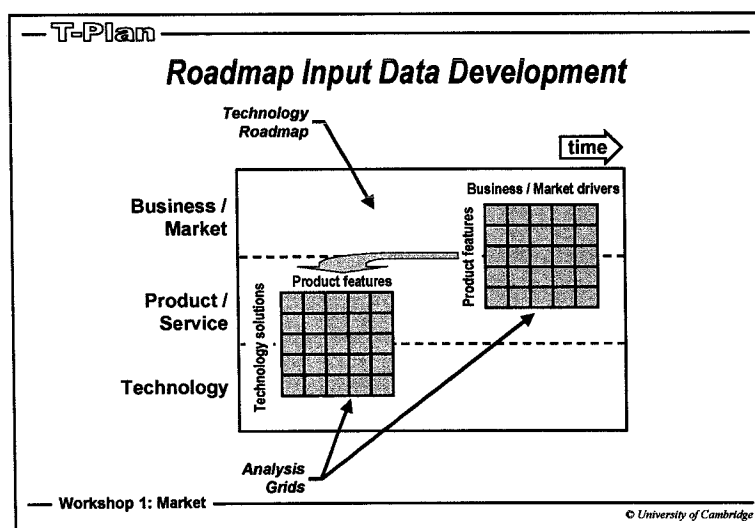 T-Plan
Roadmap Input Data Development
Technology
Roadmap
time
Business / Market drivers
Business /
Market
Product features
Product features
Product /
Service
Technology solutions
Technology
Analysis
Grids
Workshop 1: Market
© University of Cambridge